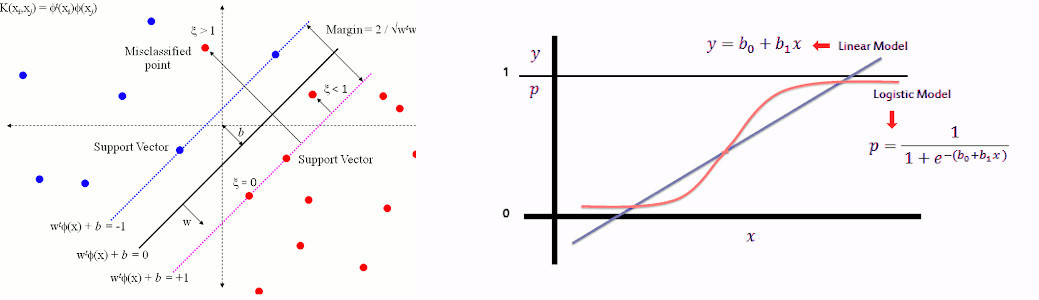 K(xᵢ,xⱼ) = ϕᵗ(xᵢ)ϕ(xⱼ)
ξ > 1
Margin = 2 / √wᵗw
Misclassified
point
ξ < 1
b
Support Vector
Support Vector
ξ = 0
w
wᵗϕ(x) + b = -1
wᵗϕ(x) + b = 0
wᵗϕ(x) + b = +1
y = b₀ + b₁x
Linear Model
y
1
p
Logistic Model
p = 1 / (1 + e^−(b₀+b₁x))
0
x